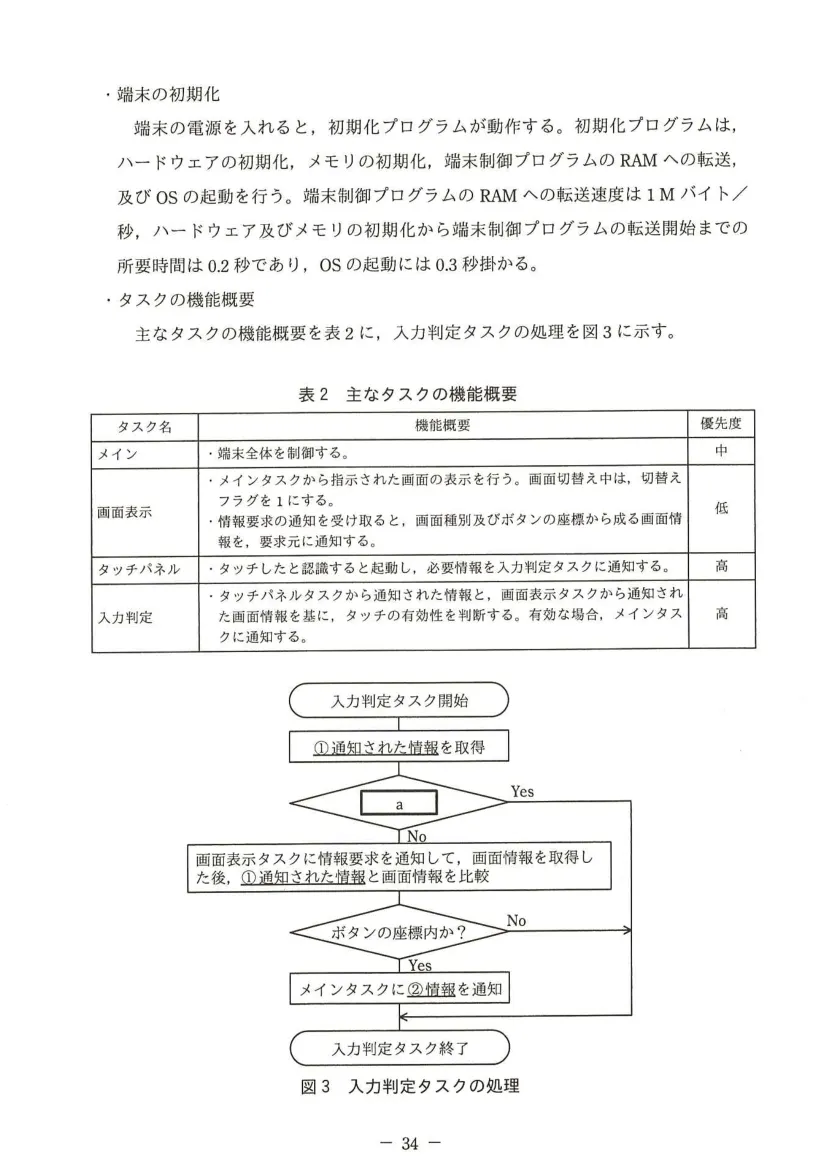 ・端末の初期化
端末の電源を入れると，初期化プログラムが動作する。初期化プログラムは，
ハードウェアの初期化，メモリの初期化，端末制御プログラムの RAM への転送，
及び OS の起動を行う。端末制御プログラムの RAM への転送速度は 1 M バイト／
秒，ハードウェア及びメモリの初期化から端末制御プログラムの転送開始までの
所要時間は 0.2 秒であり，OS の起動には 0.3 秒掛かる。
・タスクの機能概要
主なタスクの機能概要を表 2 に，入力判定タスクの処理を図 3 に示す。
表 2　主なタスクの機能概要
タスク名　機能概要　優先度
メイン　・端末全体を制御する。　中
画面表示　・メインタスクから指示された画面の表示を行う。画面切替え中は，切替え
フラグを 1 にする。
・情報要求の通知を受け取ると，画面種別及びボタンの座標から成る画面情
報を，要求元に通知する。　低
タッチパネル　・タッチしたと認識すると起動し，必要情報を入力判定タスクに通知する。　高
入力判定　・タッチパネルタスクから通知された情報と，画面表示タスクから通知され
た画面情報を基に，タッチの有効性を判断する。有効な場合，メインタス
クに通知する。　高
入力判定タスク開始
①通知された情報を取得
a
Yes
No
画面表示タスクに情報要求を通知して，画面情報を取得し
た後，①通知された情報と画面情報を比較
ボタンの座標内か？
No
Yes
メインタスクに②情報を通知
入力判定タスク終了
図 3　入力判定タスクの処理
－ 34 －